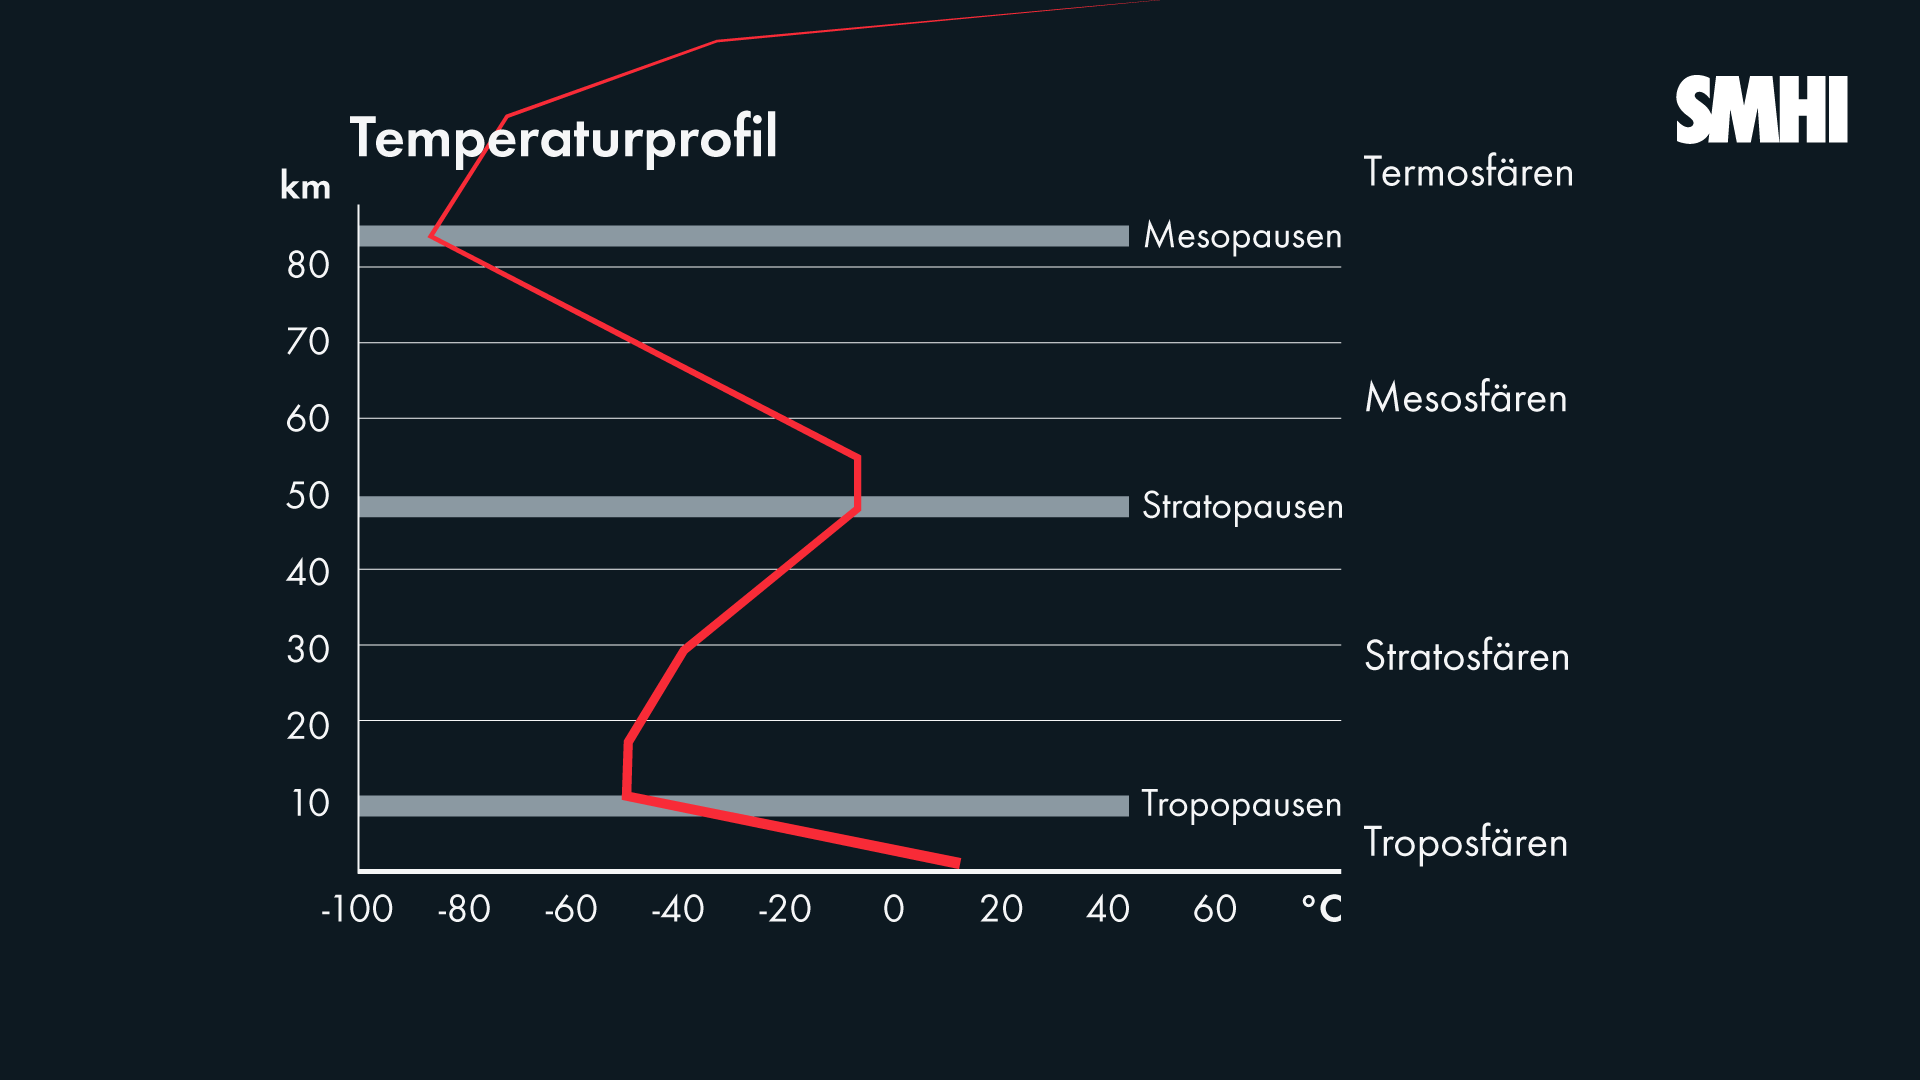 SMHI
Temperaturprofil
km
Termosfären
Mesopausen
80
70
Mesosfären
60
50
Stratopausen
40
30
Stratosfären
20
10
Tropopausen
Troposfären
-100 -80 -60 -40 -20 0 20 40 60 °C